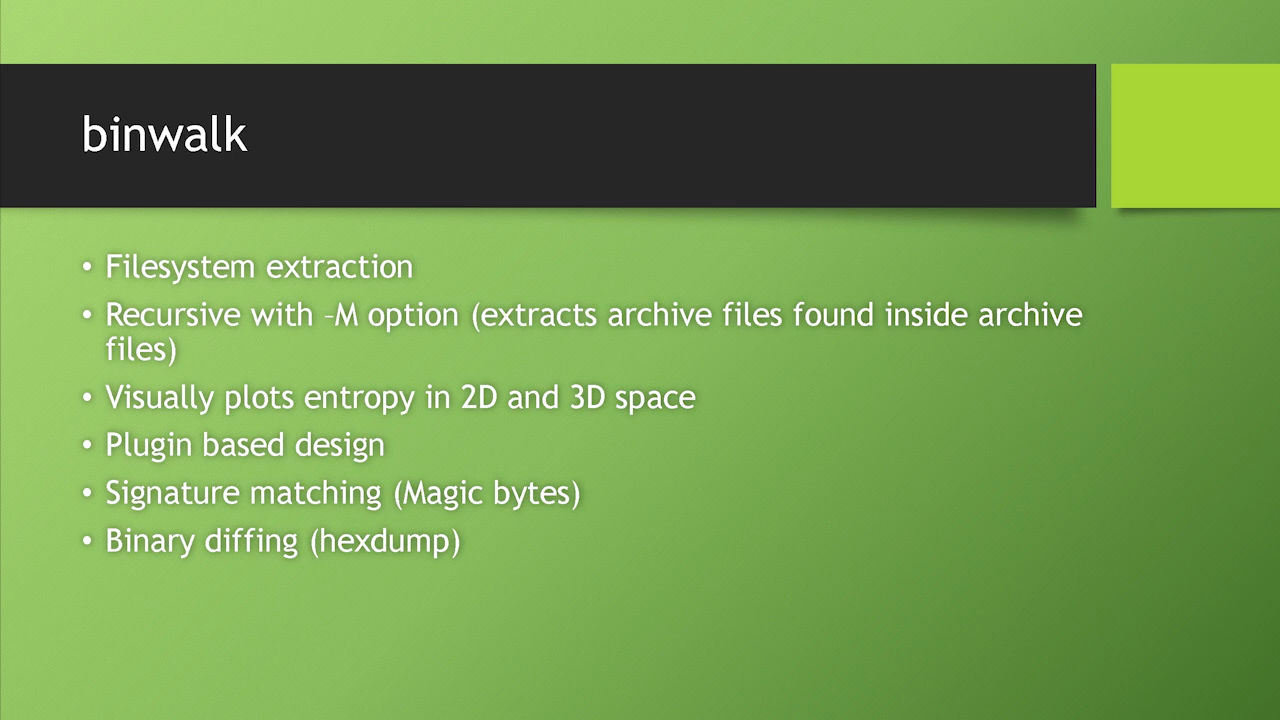 binwalk
• Filesystem extraction
• Recursive with –M option (extracts archive files found inside archive
files)
• Visually plots entropy in 2D and 3D space
• Plugin based design
• Signature matching (Magic bytes)
• Binary diffing (hexdump)